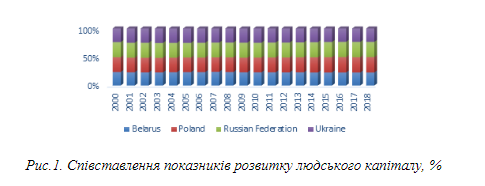 100%
50%
0%
2000 2001 2002 2003 2004 2005 2006 2007 2008 2009 2010 2011 2012 2013 2014 2015 2016 2017 2018
Belarus Poland Russian Federation Ukraine
Рис.1. Співставлення показників розвитку людського капіталу, %